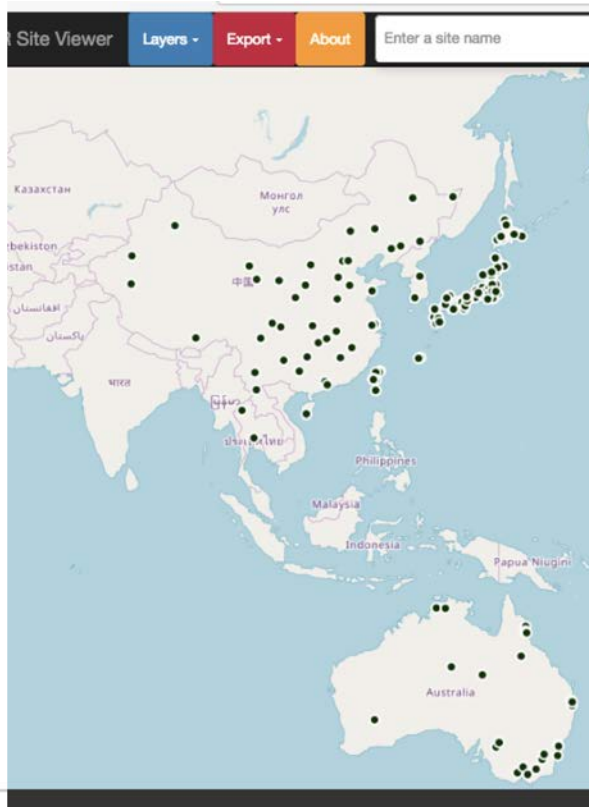 R Site Viewer
Layers
Export
About
Enter a site name
Казахстан
Монгол
улс
zbekiston
stan
中国
افغانستان
پاکستان
भारत
ประเทศไทย
Philippines
Malaysia
Indonesia
Papua Niugini
Australia